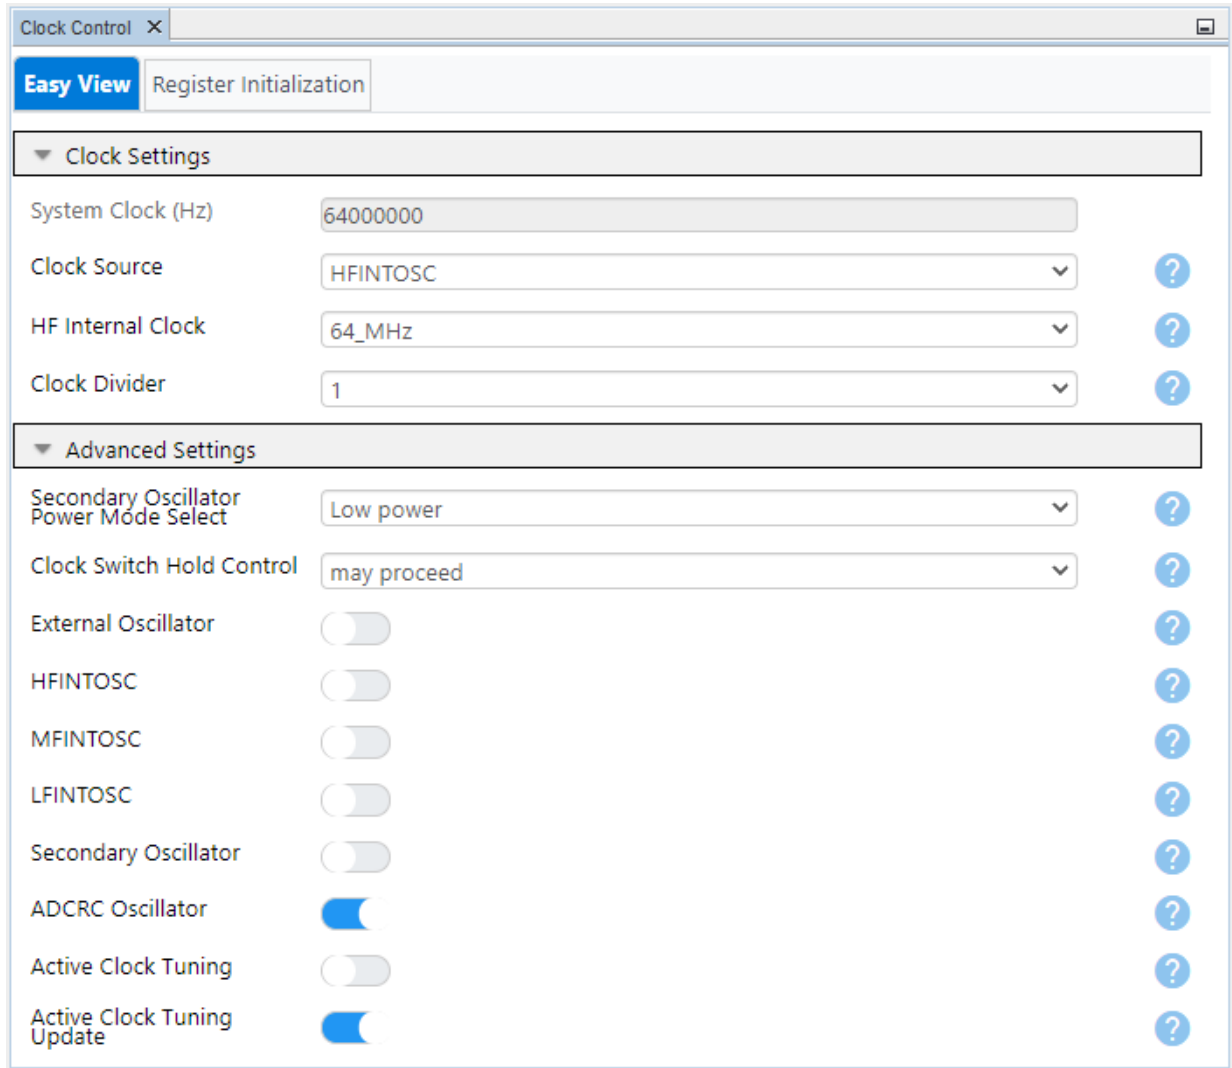 Clock Control
Easy View Register Initialization
Clock Settings
System Clock (Hz) 64000000
Clock Source HFINTOSC
HF Internal Clock 64_MHz
Clock Divider 1
Advanced Settings
Secondary Oscillator
Power Mode Select Low power
Clock Switch Hold Control may proceed
External Oscillator
HFINTOSC
MFINTOSC
LFINTOSC
Secondary Oscillator
ADCRC Oscillator
Active Clock Tuning
Active Clock Tuning
Update